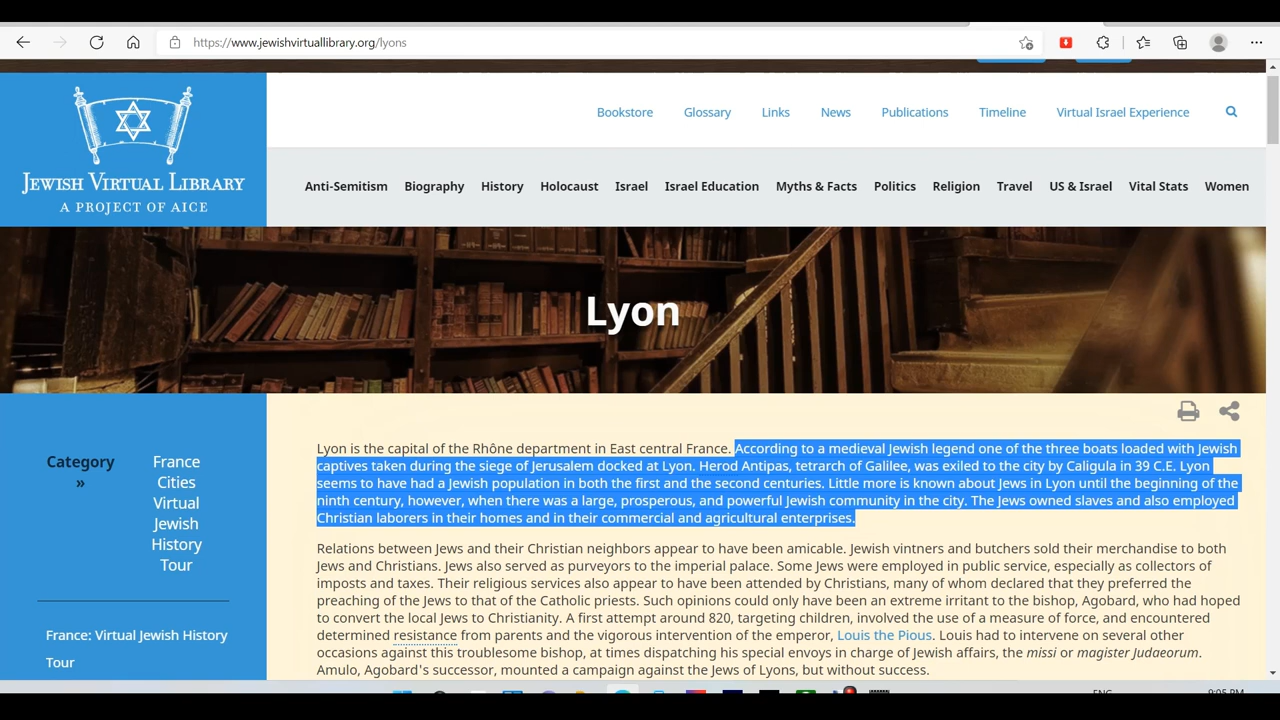 https://www.jewishvirtuallibrary.org/lyons
Bookstore Glossary Links News Publications Timeline Virtual Israel Experience
JEWISH VIRTUAL LIBRARY
A PROJECT OF AICE
Anti-Semitism Biography History Holocaust Israel Israel Education Myths & Facts Politics Religion Travel US & Israel Vital Stats Women
Lyon
Category
»
France
Cities
Virtual
Jewish
History
Tour
France: Virtual Jewish History
Tour
Lyon is the capital of the Rhône department in East central France. According to a medieval Jewish legend one of the three boats loaded with Jewish
captives taken during the siege of Jerusalem docked at Lyon. Herod Antipas, tetrarch of Galilee, was exiled to the city by Caligula in 39 C.E. Lyon
seems to have had a Jewish population in both the first and the second centuries. Little more is known about Jews in Lyon until the beginning of the
ninth century, however, when there was a large, prosperous, and powerful Jewish community in the city. The Jews owned slaves and also employed
Christian laborers in their homes and in their commercial and agricultural enterprises.
Relations between Jews and their Christian neighbors appear to have been amicable. Jewish vintners and butchers sold their merchandise to both
Jews and Christians. Jews also served as purveyors to the imperial palace. Some Jews were employed in public service, especially as collectors of
imposts and taxes. Their religious services also appear to have been attended by Christians, many of whom declared that they preferred the
preaching of the Jews to that of the Catholic priests. Such opinions could only have been an extreme irritant to the bishop, Agobard, who had hoped
to convert the local Jews to Christianity. A first attempt around 820, targeting children, involved the use of a measure of force, and encountered
determined resistance from parents and the vigorous intervention of the emperor, Louis the Pious. Louis had to intervene on several other
occasions against this troublesome bishop, at times dispatching his special envoys in charge of Jewish affairs, the missi or magister Judaeorum.
Amulo, Agobard's successor, mounted a campaign against the Jews of Lyons, but without success.
ENG
9:05 PM